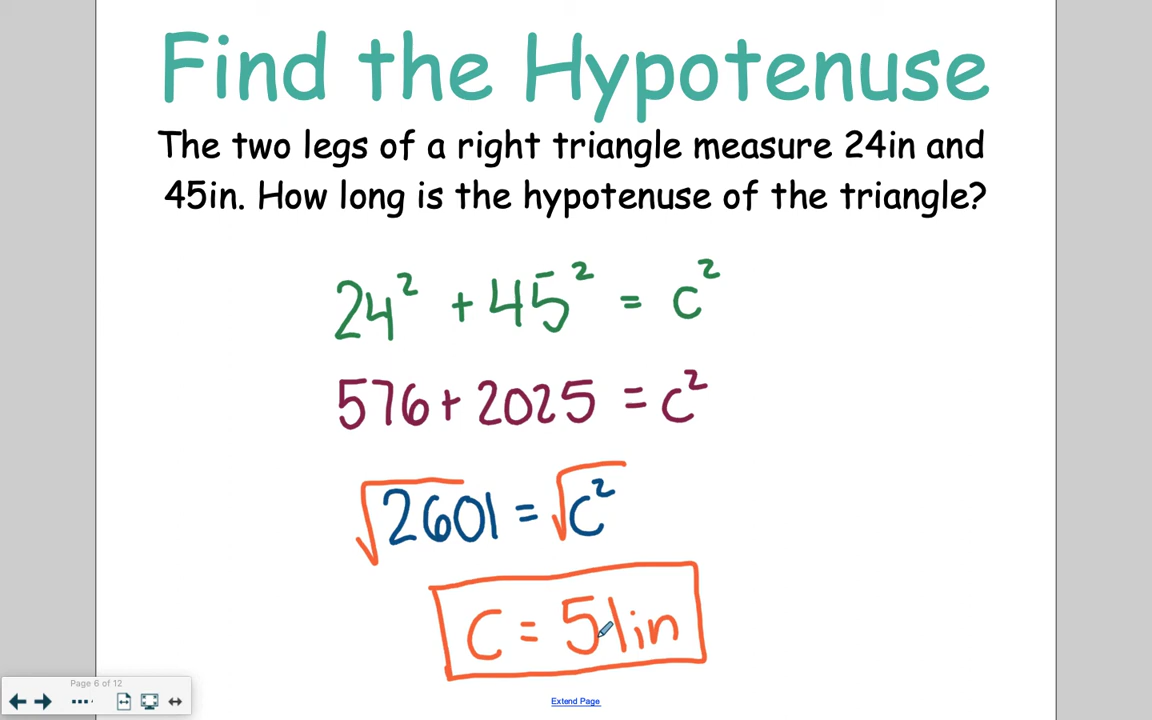 Find the Hypotenuse
The two legs of a right triangle measure 24in and
45in. How long is the hypotenuse of the triangle?
24² + 45² = c²
576 + 2025 = c²
√2601 = √c²
c = 51in
Page 6 of 12
Extend Page